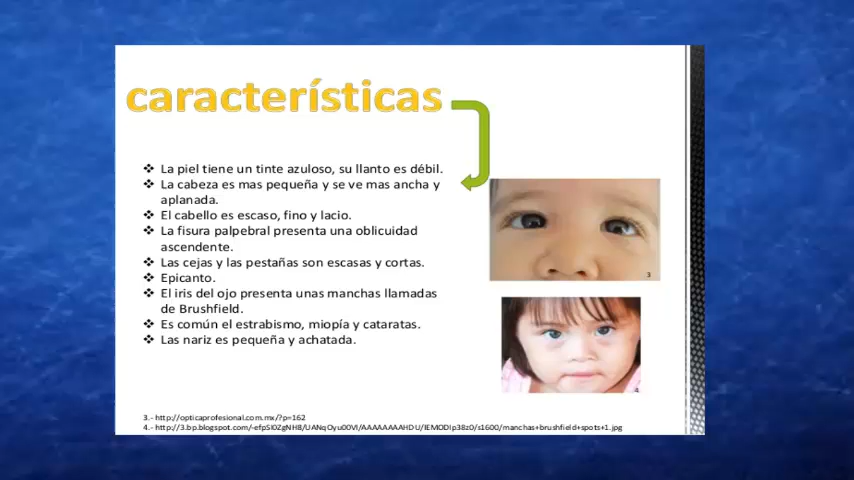 características
❖ La piel tiene un tinte azuloso, su llanto es débil.
❖ La cabeza es mas pequeña y se ve mas ancha y
aplanada.
❖ El cabello es escaso, fino y lacio.
❖ La fisura palpebral presenta una oblicuidad
ascendente.
❖ Las cejas y las pestañas son escasas y cortas.
❖ Epicanto.
❖ El iris del ojo presenta unas manchas llamadas
de Brushfield.
❖ Es común el estrabismo, miopía y cataratas.
❖ Las nariz es pequeña y achatada.
3
4
3.- http://opticaprofesional.com.mx/?p=162